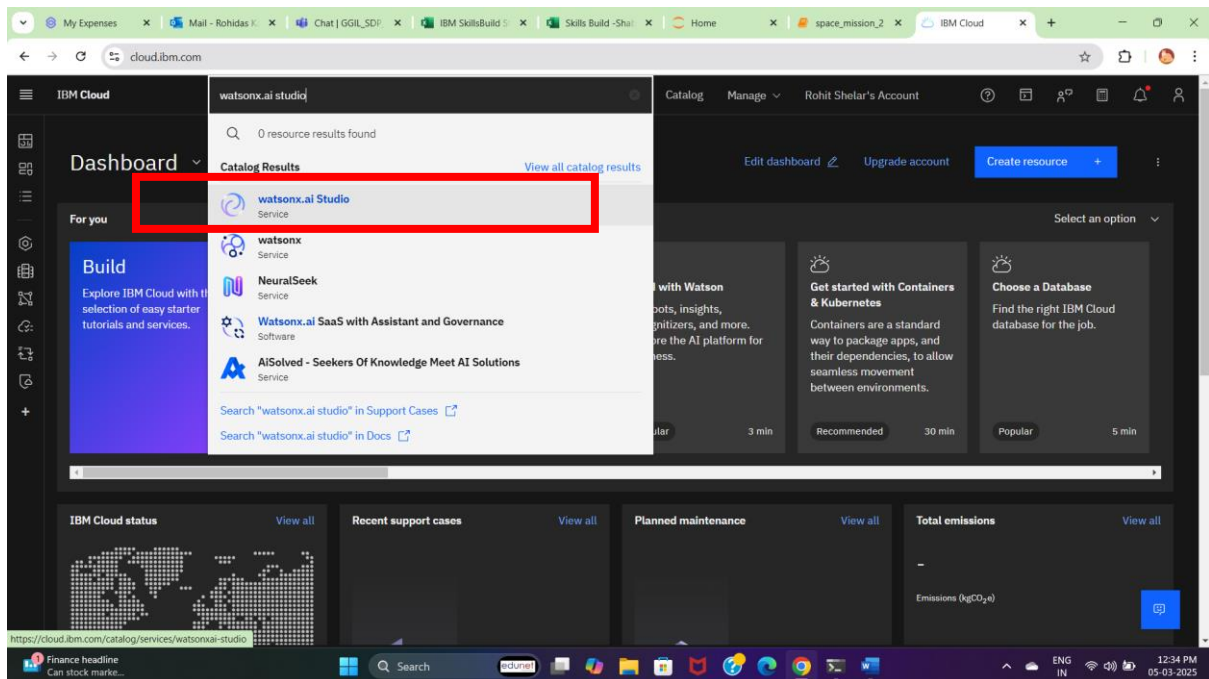 My Expenses
Mail - Rohidas K
Chat | GGIL_SDP
IBM SkillsBuild S
Skills Build -Shat
Home
space_mission_2
IBM Cloud
cloud.ibm.com
IBM Cloud
watsonx.ai studio
Catalog
Manage
Rohit Shelar's Account
0 resource results found
Dashboard
Catalog Results
View all catalog results
Edit dashboard
Upgrade account
Create resource +
watsonx.ai Studio
Service
For you
Select an option
watsonx
Service
Build
Explore IBM Cloud with th
selection of easy starter
tutorials and services.
NeuralSeek
Service
Watsonx.ai SaaS with Assistant and Governance
Software
AiSolved - Seekers Of Knowledge Meet AI Solutions
Service
Search "watsonx.ai studio" in Support Cases
Search "watsonx.ai studio" in Docs
with Watson
insights,
and more.
the AI platform for
3 min
Get started with Containers
& Kubernetes
Containers are a standard
way to package apps, and
their dependencies, to allow
seamless movement
between environments.
Recommended
30 min
Choose a Database
Find the right IBM Cloud
database for the job.
Popular
5 min
IBM Cloud status
View all
Recent support cases
View all
Planned maintenance
View all
Total emissions
View all
-
Emissions (kgCO₂e)
https://cloud.ibm.com/catalog/services/watsonxai-studio
Finance headline
Can stock marke...
Search
edunet
ENG
IN
12:34 PM
05-03-2025